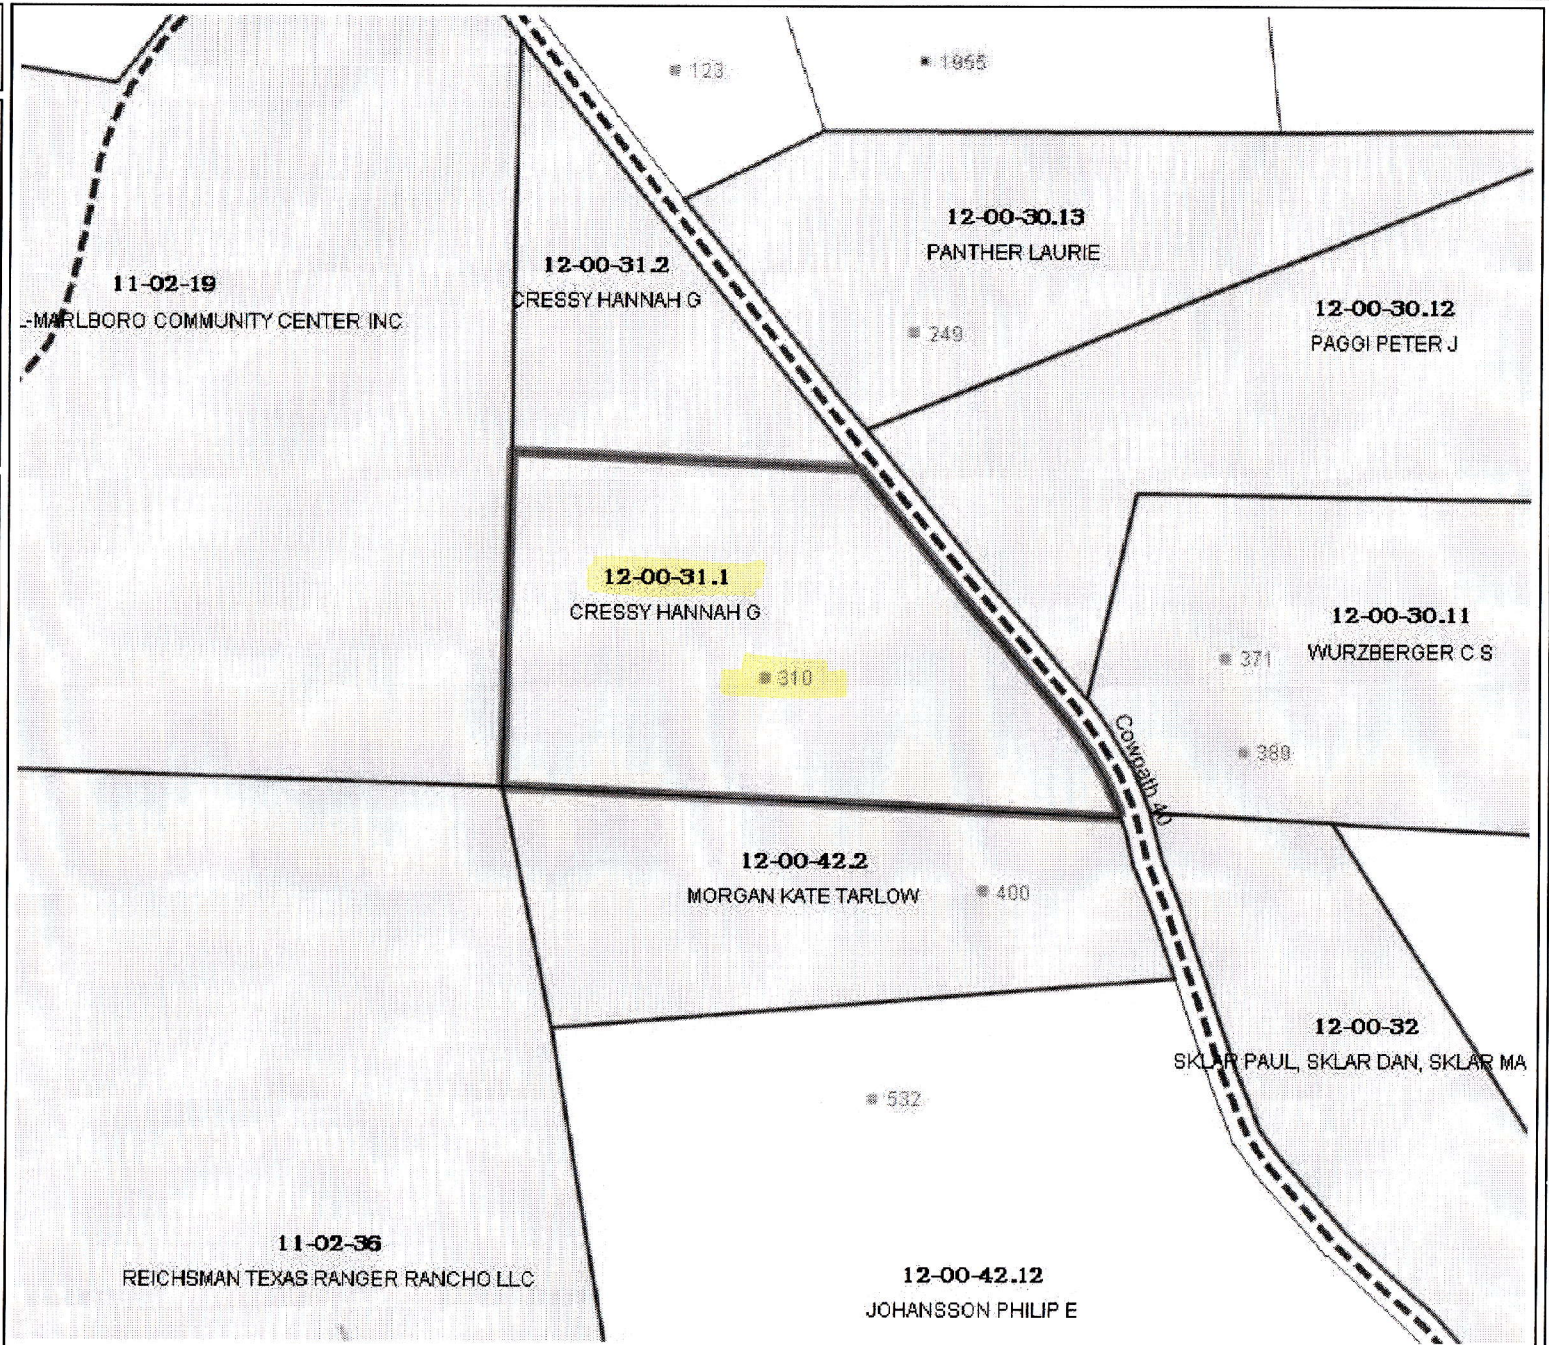 123
1955
12-00-30.13
PANTHER LAURIE
12-00-31.2
CRESSY HANNAH G
11-02-19
-MARLBORO COMMUNITY CENTER INC
12-00-30.12
PAGGI PETER J
249
12-00-31.1
CRESSY HANNAH G
310
12-00-30.11
WURZBERGER C S
371
389
Cowpath 40
12-00-42.2
MORGAN KATE TARLOW
400
12-00-32
SKLAR PAUL, SKLAR DAN, SKLAR MA
532
11-02-36
REICHSMAN TEXAS RANGER RANCHO LLC
12-00-42.12
JOHANSSON PHILIP E